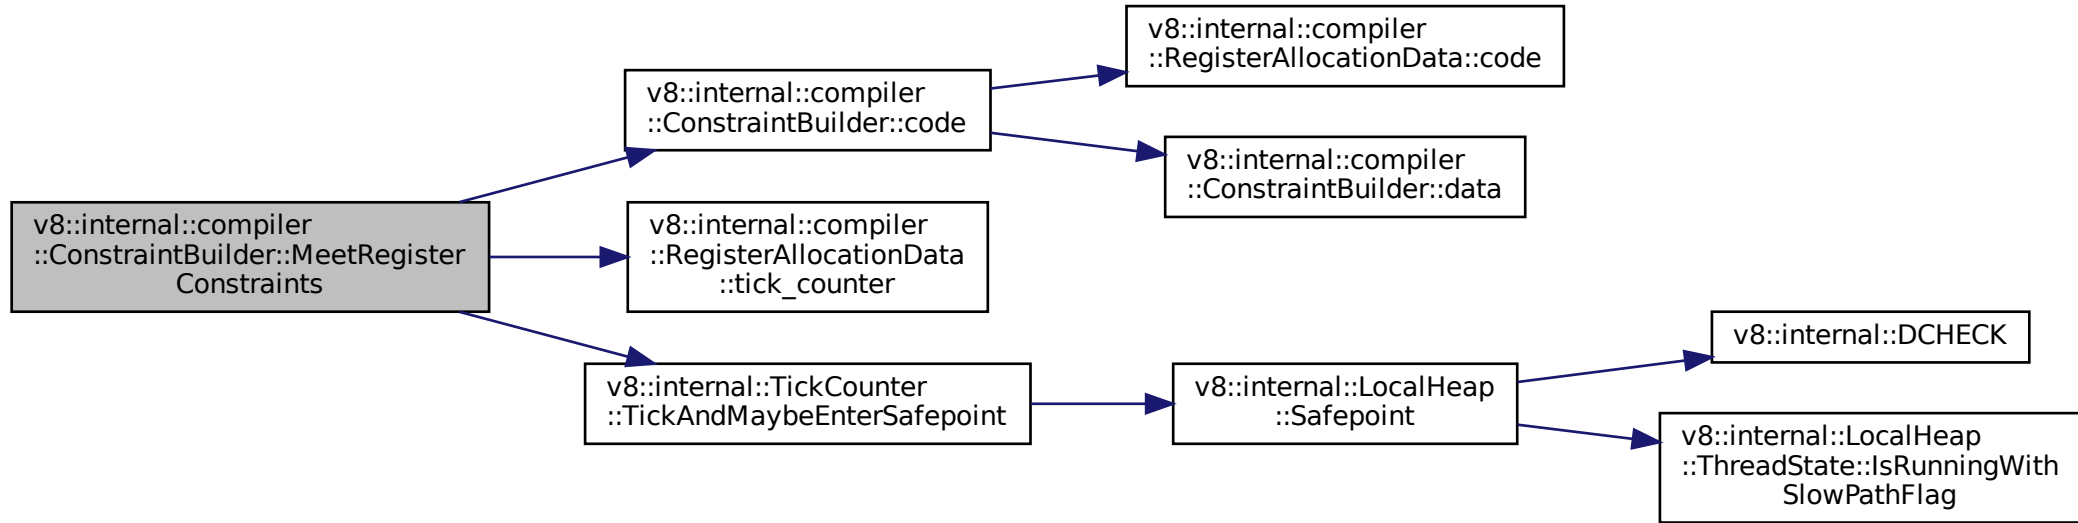 v8::internal::compiler
::RegisterAllocationData::code
v8::internal::compiler
::ConstraintBuilder::code
v8::internal::compiler
::ConstraintBuilder::data
v8::internal::compiler
::ConstraintBuilder::MeetRegister
Constraints
v8::internal::compiler
::RegisterAllocationData
::tick_counter
v8::internal::TickCounter
::TickAndMaybeEnterSafepoint
v8::internal::LocalHeap
::Safepoint
v8::internal::DCHECK
v8::internal::LocalHeap
::ThreadState::IsRunningWith
SlowPathFlag